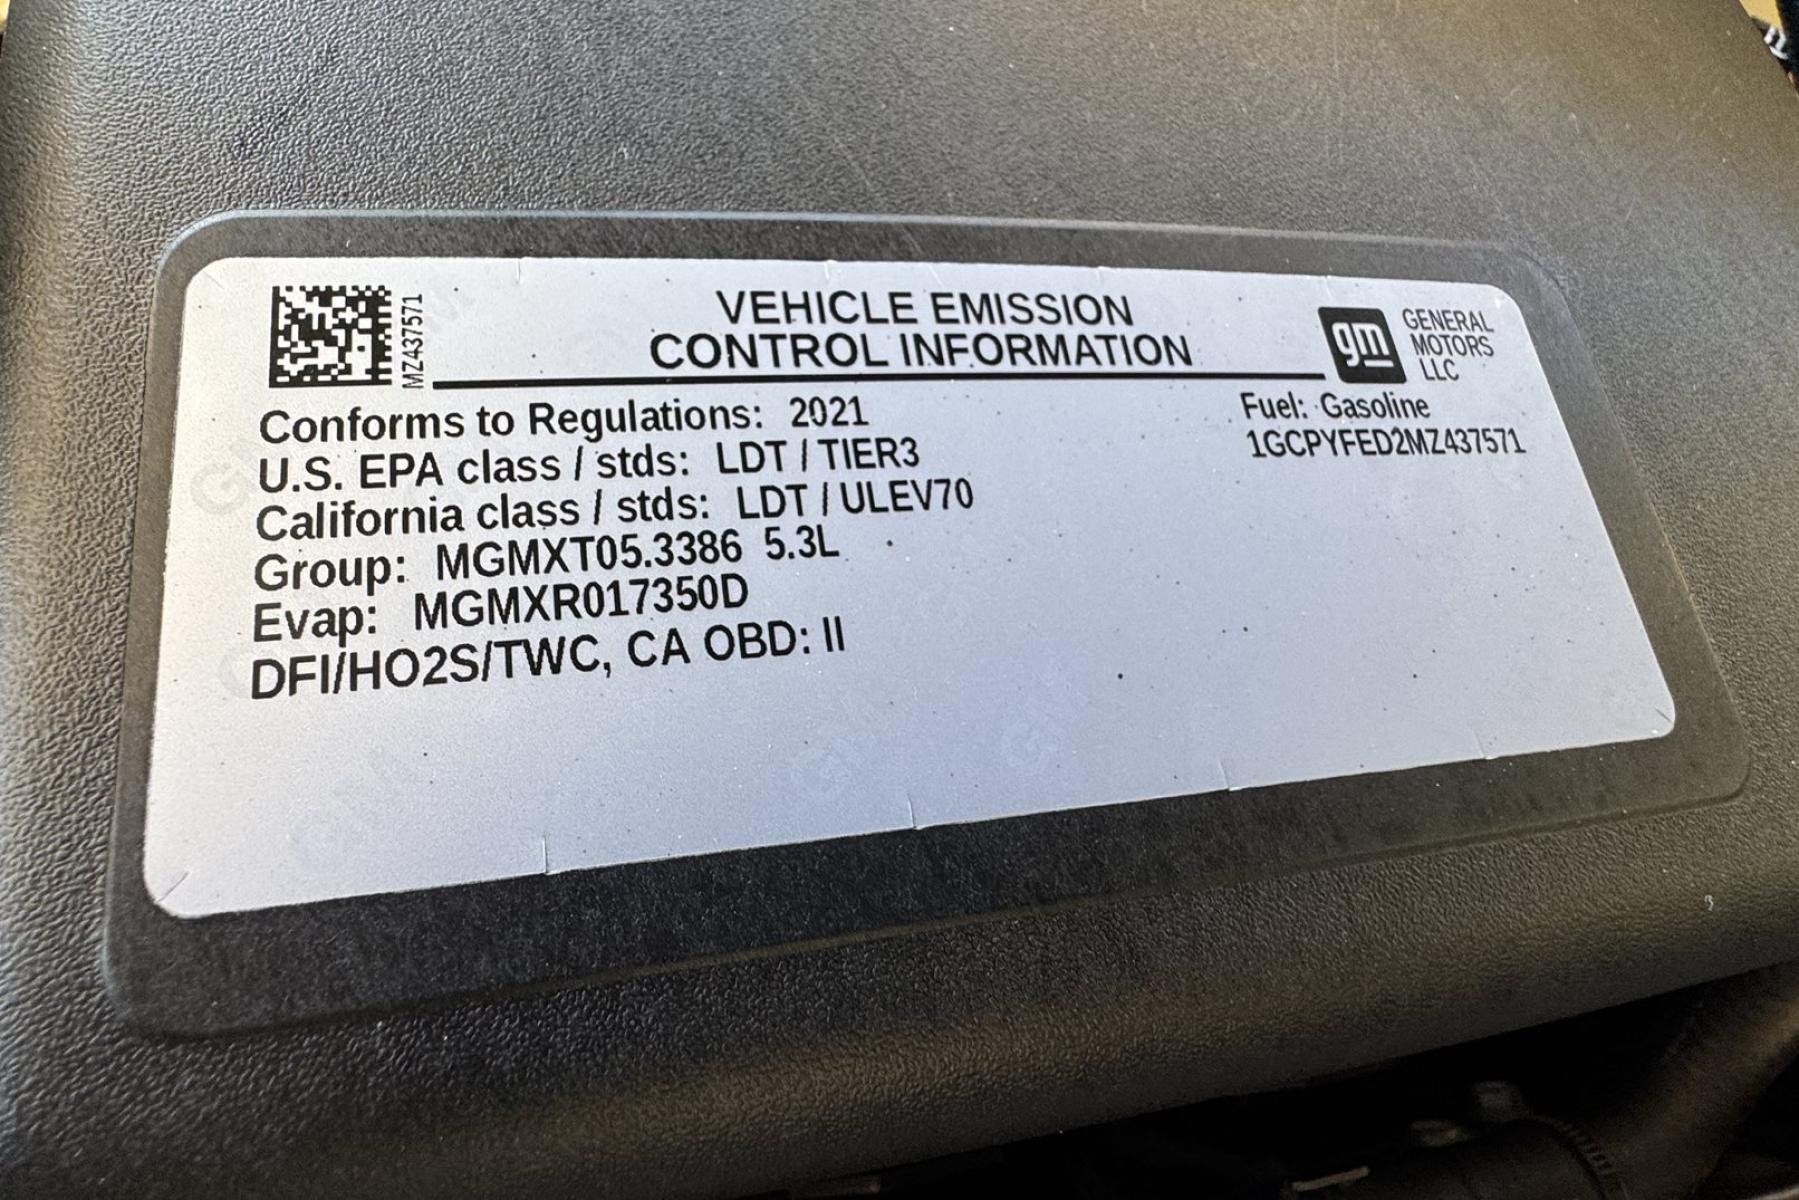 MZ437571
VEHICLE EMISSION
CONTROL INFORMATION
gm
GENERAL
MOTORS
LLC
Conforms to Regulations: 2021
Fuel: Gasoline
U.S. EPA class / stds: LDT / TIER3
1GCPYFED2MZ437571
California class / stds: LDT / ULEV70
Group: MGMXT05.3386 5.3L
Evap: MGMXR017350D
DFI/HO2S/TWC, CA OBD: II